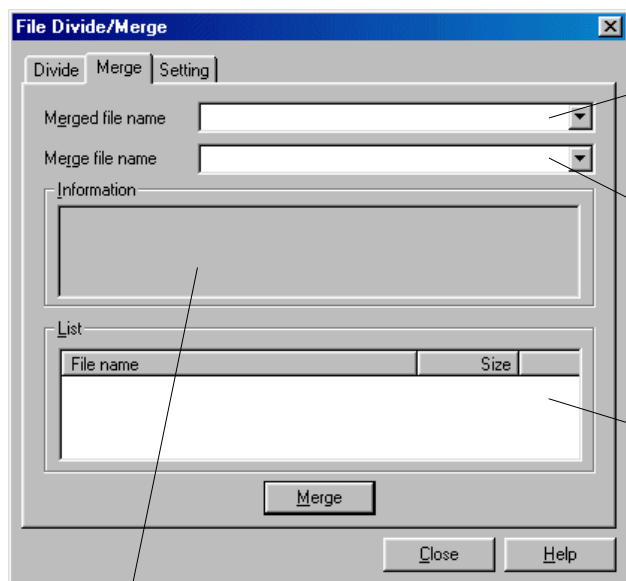 File Divide/Merge
Divide Merge Setting
Merged file name
Merge file name
Information
List
File name Size
Merge
Close Help